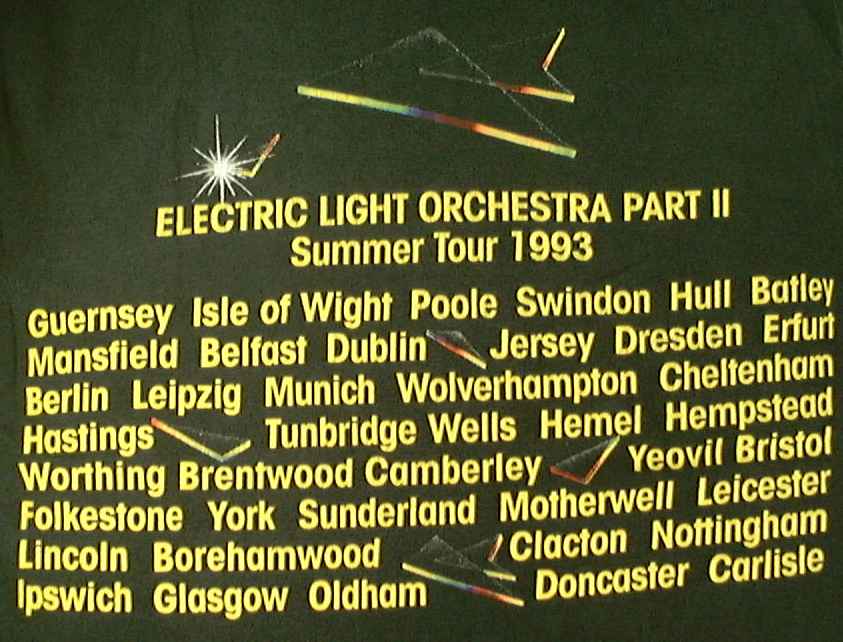 ELECTRIC LIGHT ORCHESTRA PART II
Summer Tour 1993
Guernsey Isle of Wight Poole Swindon Hull Batley
Mansfield Belfast Dublin Jersey Dresden Erfurt
Berlin Leipzig Munich Wolverhampton Cheltenham
Hastings Tunbridge Wells Hemel Hempstead
Worthing Brentwood Camberley Yeovil Bristol
Folkestone York Sunderland Motherwell Leicester
Lincoln Borehamwood Clacton Nottingham
Ipswich Glasgow Oldham Doncaster Carlisle